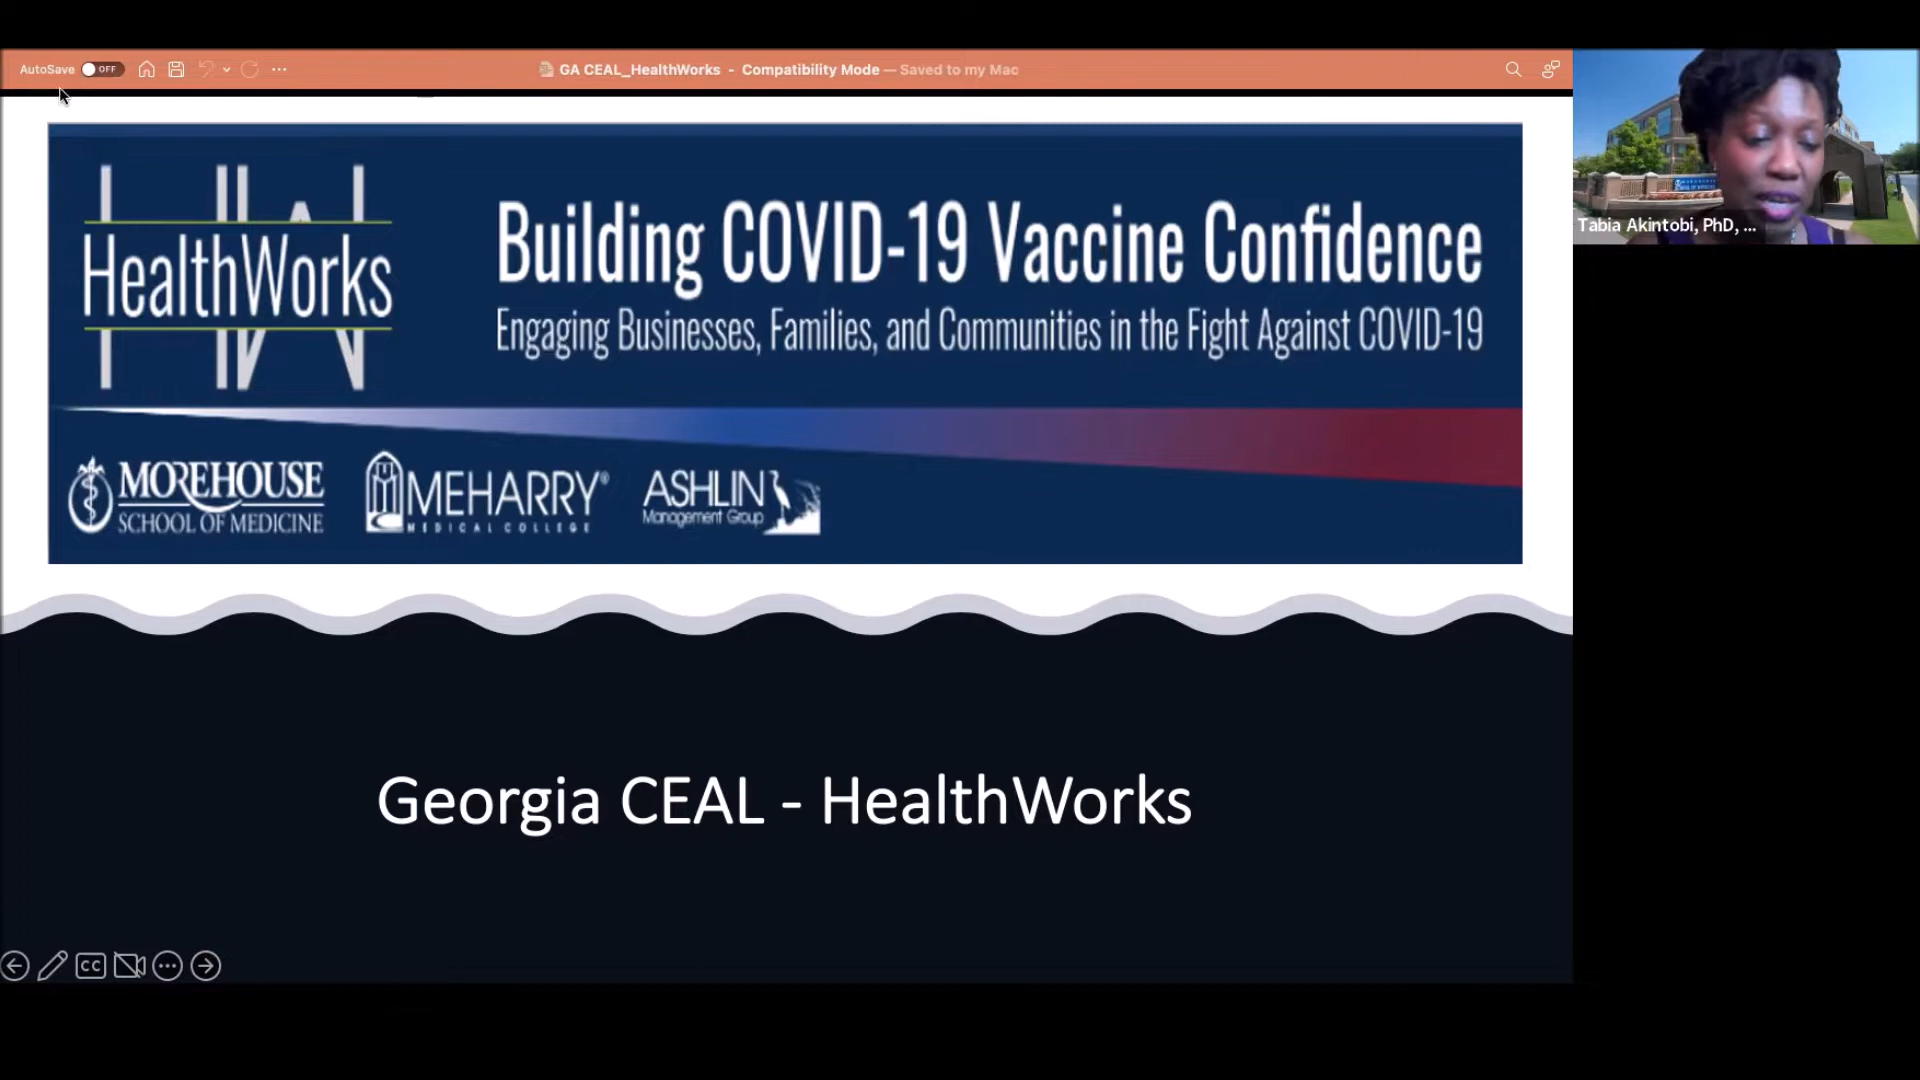 AutoSave OFF
GA CEAL_HealthWorks - Compatibility Mode — Saved to my Mac
HealthWorks
Building COVID-19 Vaccine Confidence
Engaging Businesses, Families, and Communities in the Fight Against COVID-19
MOREHOUSE
SCHOOL OF MEDICINE
MEHARRY®
MEDICAL COLLEGE
ASHLIN
Management Group
Georgia CEAL - HealthWorks
CC
Tabia Akintobi, PhD, ...